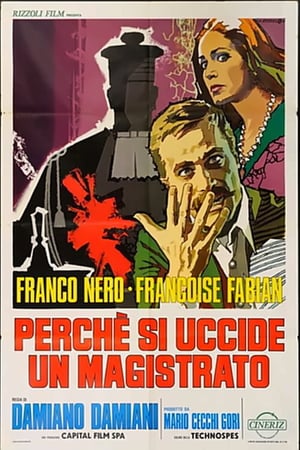 RIZZOLI FILM
PRESENTA
FRANCO NERO · FRANÇOISE FABIAN
PERCHÈ SI UCCIDE
UN MAGISTRATO
REGIA DI
DAMIANO DAMIANI
PRODOTTO DA
MARIO CECCHI GORI
CAPITAL FILM SPA
TECHNOSPES
CINERIZ